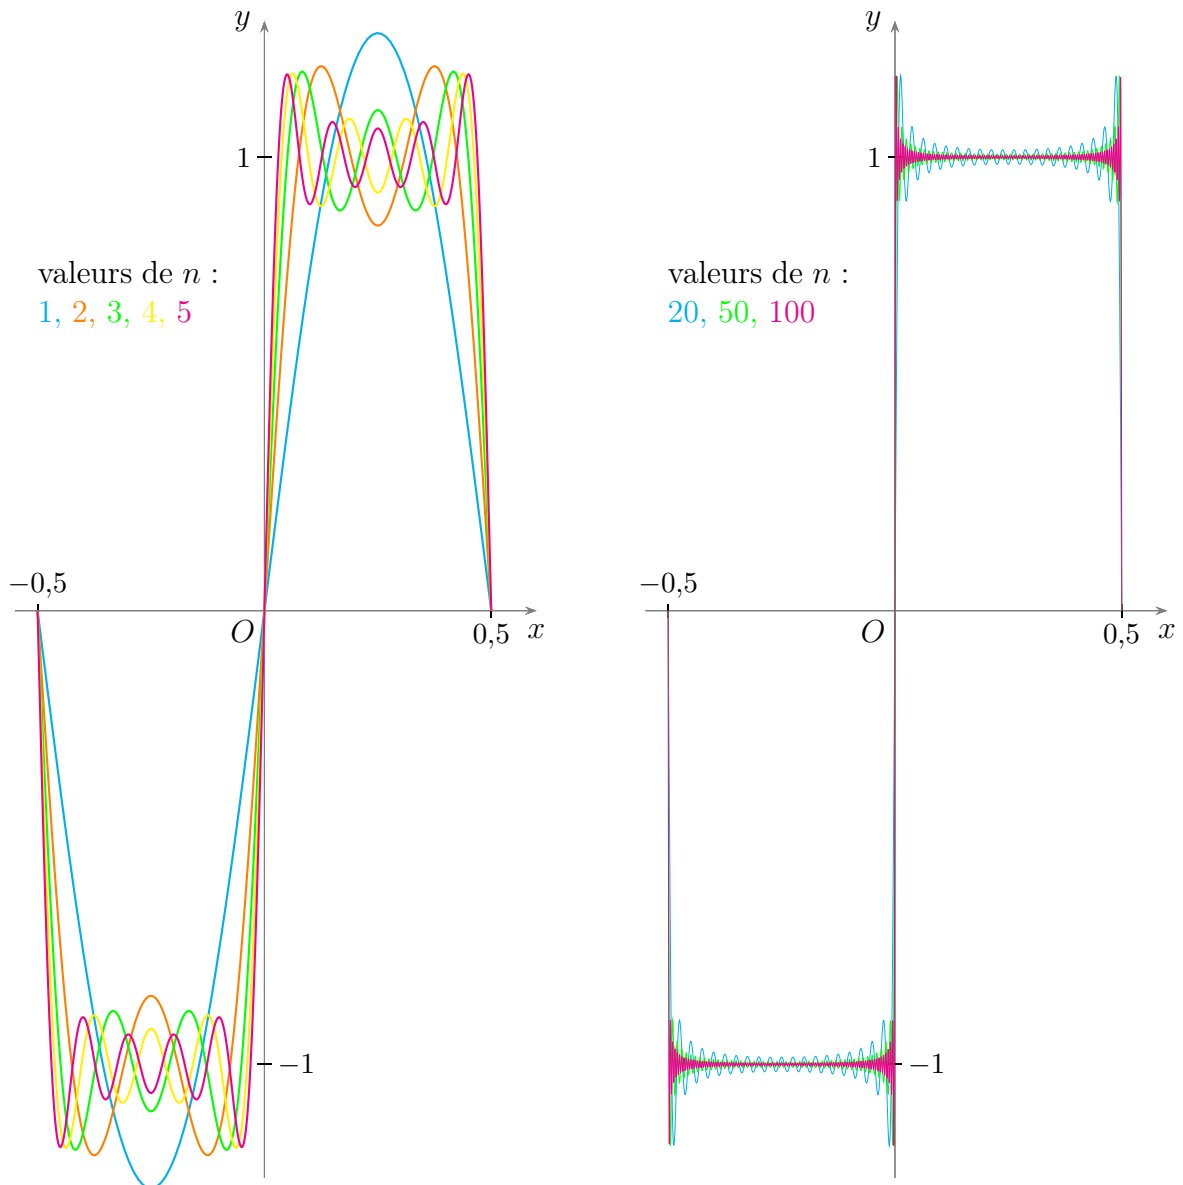 y
1
valeurs de n :
1, 2, 3, 4, 5
−0,5
O
0,5
x
−1
y
1
valeurs de n :
20, 50, 100
−0,5
O
0,5
x
−1